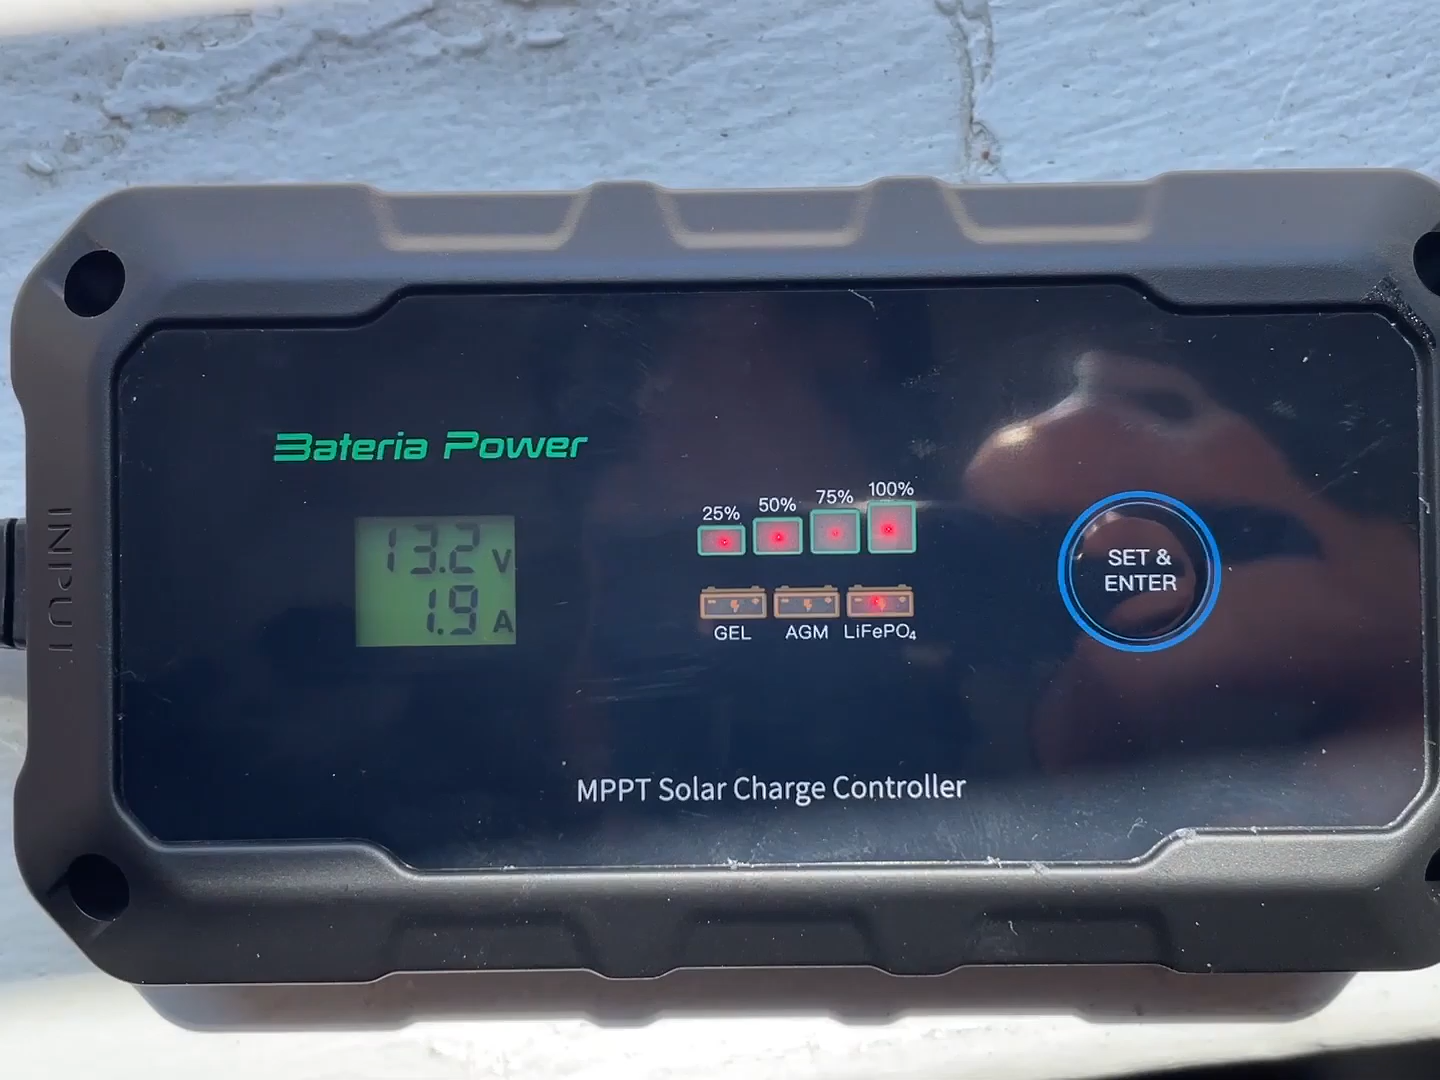 Bateria Power
13.2 V
1.9 A
25% 50% 75% 100%
GEL AGM LiFePO₄
SET &
ENTER
MPPT Solar Charge Controller
INPUT